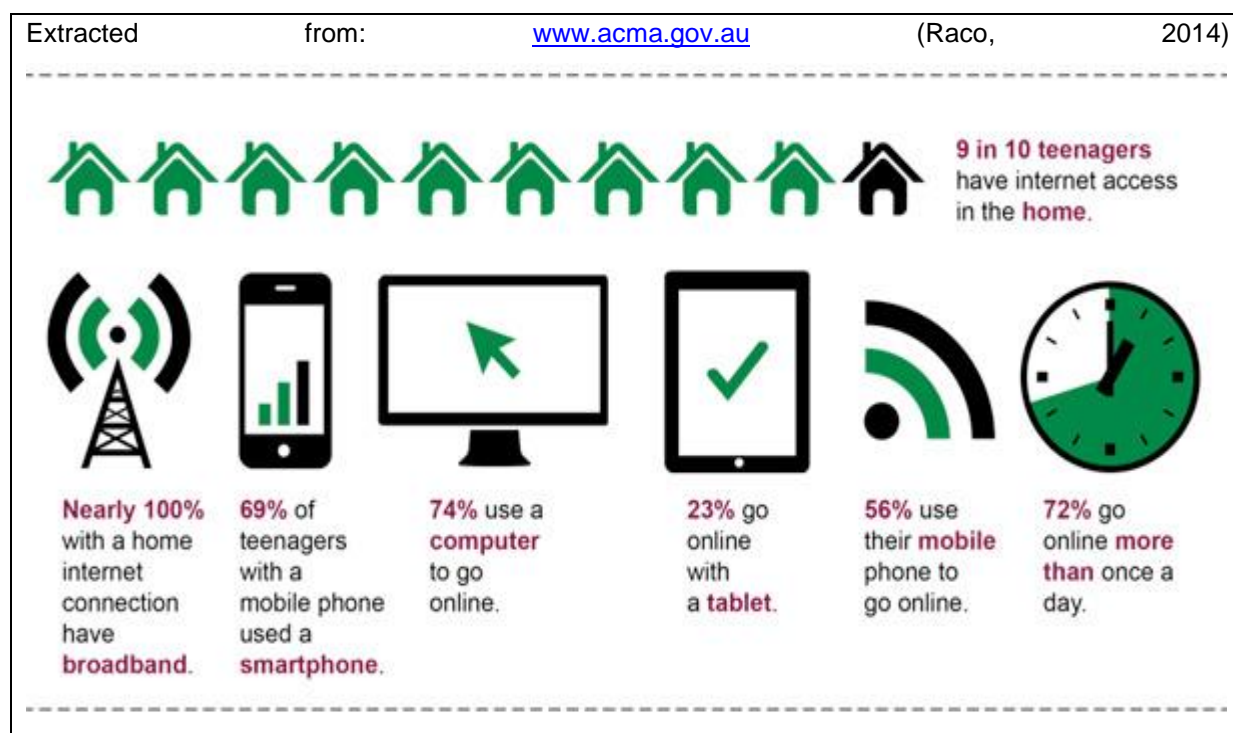 Extracted from: www.acma.gov.au (Raco, 2014)
9 in 10 teenagers
have internet access
in the home.
Nearly 100%
with a home
internet
connection
have
broadband.
69% of
teenagers
with a
mobile phone
used a
smartphone.
74% use a
computer
to go
online.
23% go
online
with
a tablet.
56% use
their mobile
phone to
go online.
72% go
online more
than once a
day.